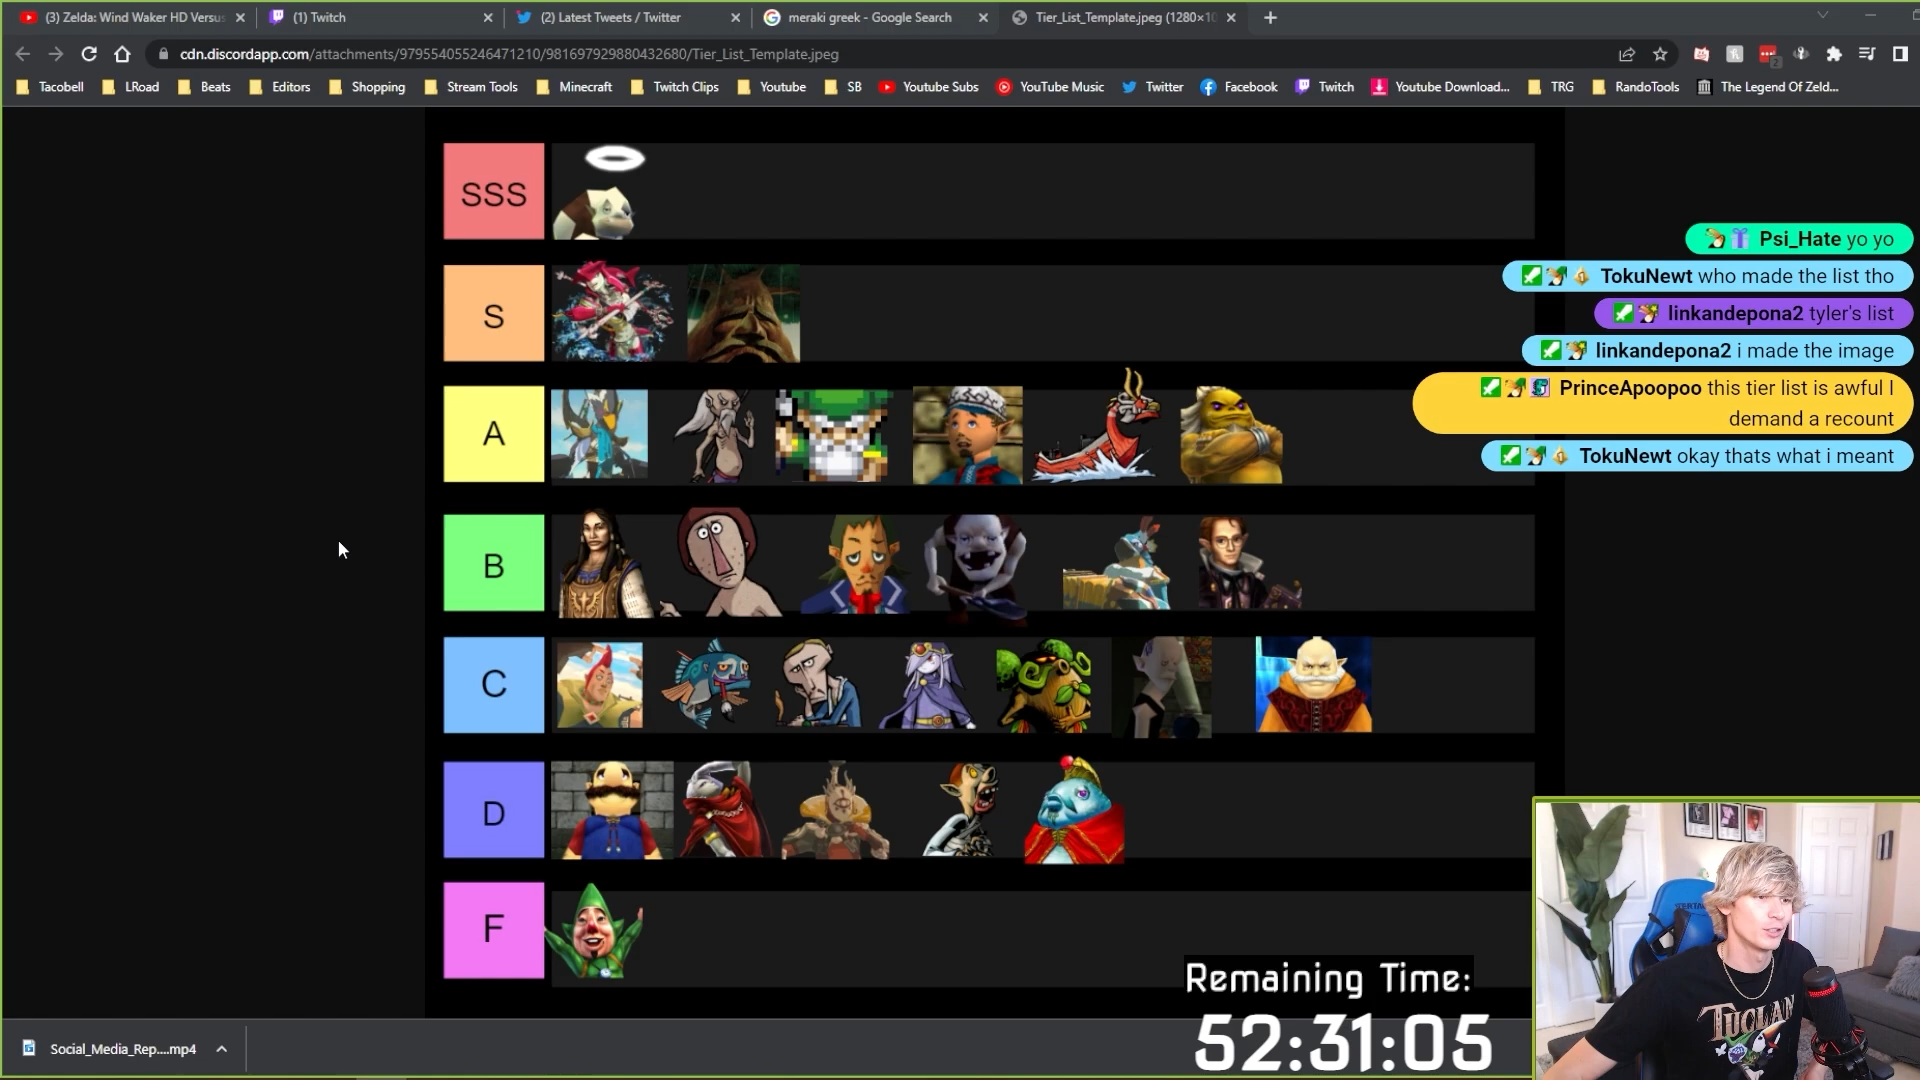 (3) Zelda: Wind Waker HD Versus
(1) Twitch
(2) Latest Tweets / Twitter
meraki greek - Google Search
Tier_List_Template.jpeg (1280×10
cdn.discordapp.com/attachments/979554055246471210/981697929880432680/Tier_List_Template.jpeg
Tacobell LRoad Beats Editors Shopping Stream Tools Minecraft Twitch Clips Youtube SB Youtube Subs YouTube Music Twitter Facebook Twitch Youtube Download... TRG RandoTools The Legend Of Zeld...
SSS
S
A
B
C
D
F
Psi_Hate yo yo
TokuNewt who made the list tho
linkandepona2 tyler's list
linkandepona2 i made the image
PrinceApoopoo this tier list is awful I
demand a recount
TokuNewt okay thats what i meant
Remaining Time:
52:31:05
Social_Media_Rep....mp4